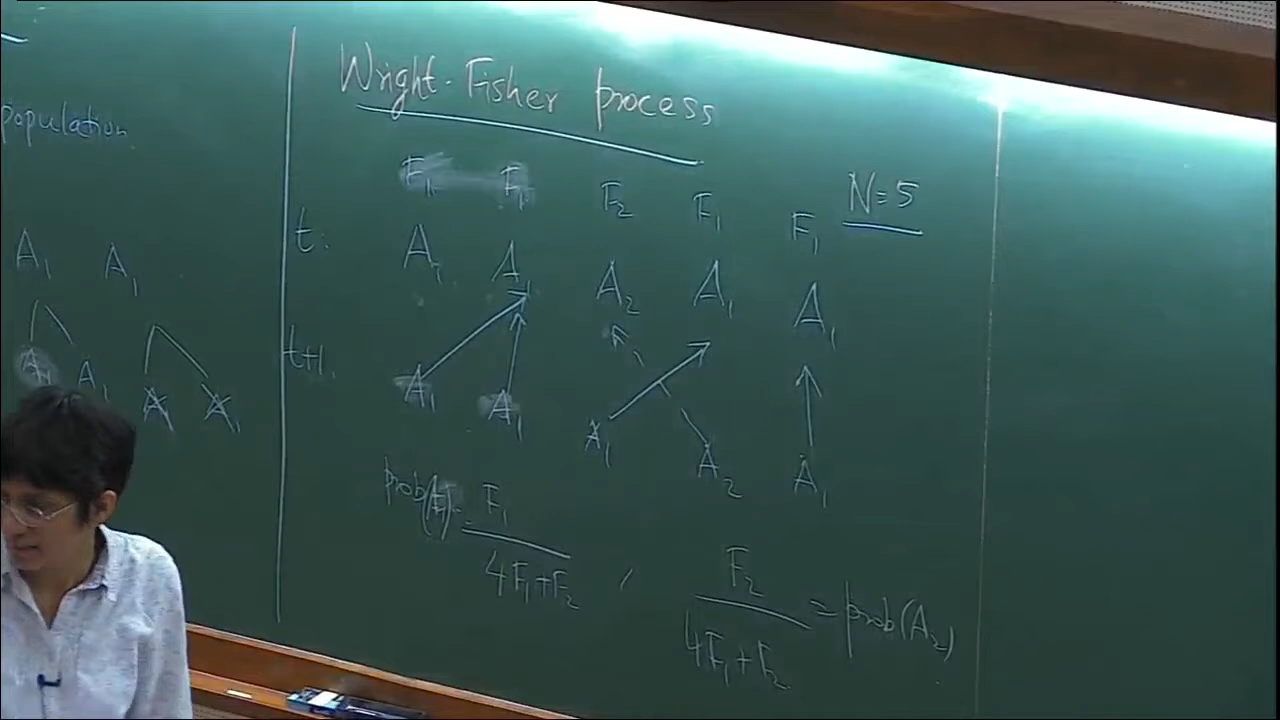 population
A₁ A₁
A₁ A₁ A A₁
Wright-Fisher process
F₁ F₁ F₂ F₁ F₁
N=5
t: A₁ A₁ A₂ A₁ A₁
t+1. A₁ A₁ A₁ A₂ A₁
F₁ / 4F₁+F₂ , F₂ / 4F₁+F₂ = prob(A₂)